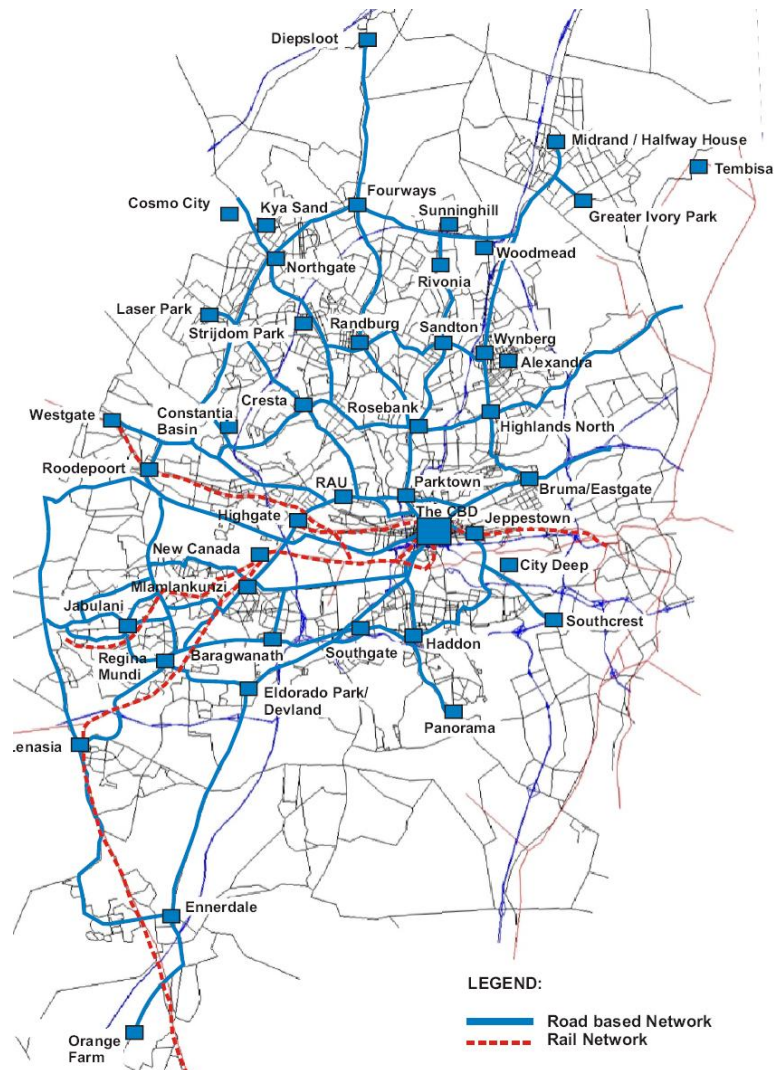 Diepsloot
Midrand / Halfway House
Tembisa
Fourways
Cosmo City
Kya Sand
Sunninghill
Greater Ivory Park
Woodmead
Northgate
Rivonia
Laser Park
Strijdom Park
Randburg
Sandton
Wynberg
Alexandra
Cresta
Westgate
Constantia
Basin
Rosebank
Highlands North
Roodepoort
RAU
Parktown
Bruma/Eastgate
Highgate
The CBD
Jeppestown
New Canada
City Deep
Mlamlankunzi
Jabulani
Southcrest
Regina
Mundi
Baragwanath
Southgate
Haddon
Eldorado Park/
Devland
Panorama
Lenasia
Ennerdale
LEGEND:
Road based Network
Rail Network
Orange
Farm